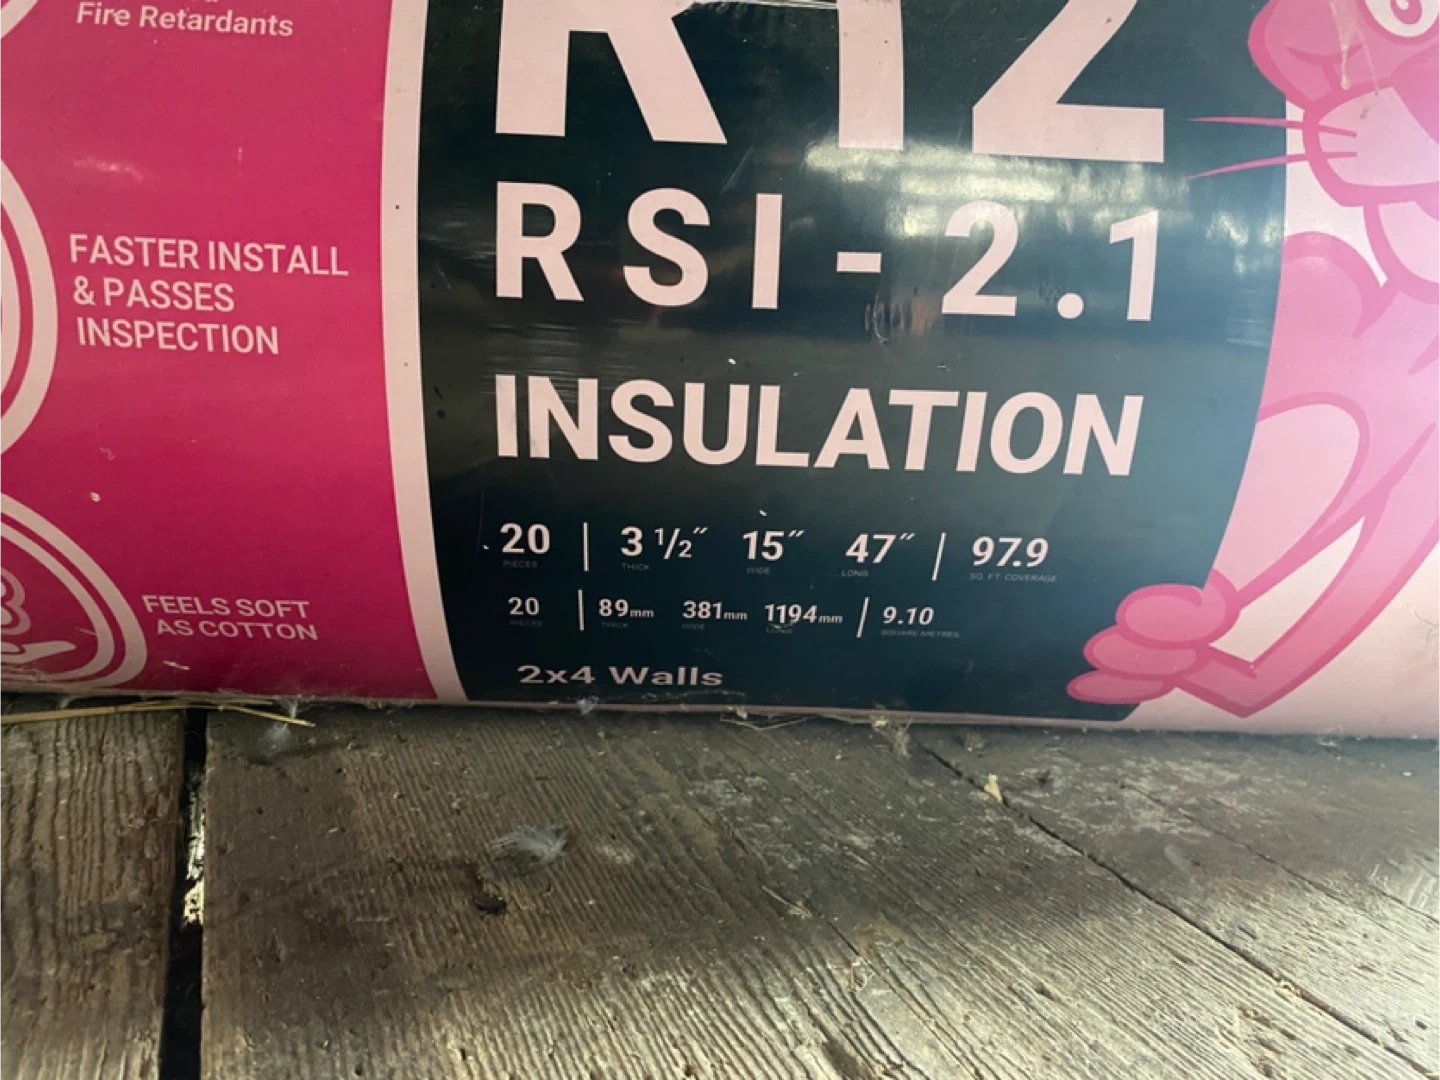 Fire Retardants
R12
RSI-2.1
FASTER INSTALL
& PASSES
INSPECTION
INSULATION
20 | 3 1/2″ 15″ 47″ | 97.9
PIECES THICK WIDE LONG SQ. FT. COVERAGE
20 | 89mm 381mm 1194mm | 9.10
PIECES THICK WIDE LONG SQUARE METRES
2x4 Walls
FEELS SOFT
AS COTTON